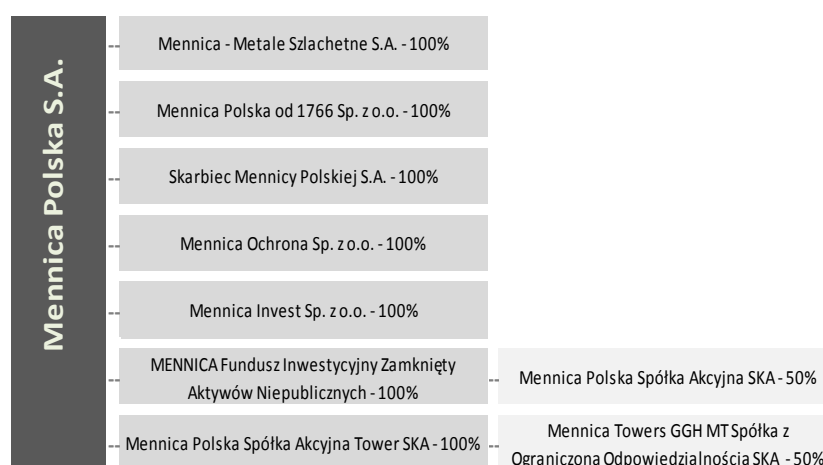 Mennica Polska S.A.
Mennica - Metale Szlachetne S.A. - 100%
Mennica Polska od 1766 Sp. z o.o. - 100%
Skarbiec Mennicy Polskiej S.A. - 100%
Mennica Ochrona Sp. z o.o. - 100%
Mennica Invest Sp. z o.o. - 100%
MENNICA Fundusz Inwestycyjny Zamknięty
Aktywów Niepublicznych - 100%
Mennica Polska Spółka Akcyjna SKA - 50%
Mennica Polska Spółka Akcyjna Tower SKA - 100%
Mennica Towers GGH MT Spółka z
Ograniczoną Odpowiedzialnością SKA - 50%